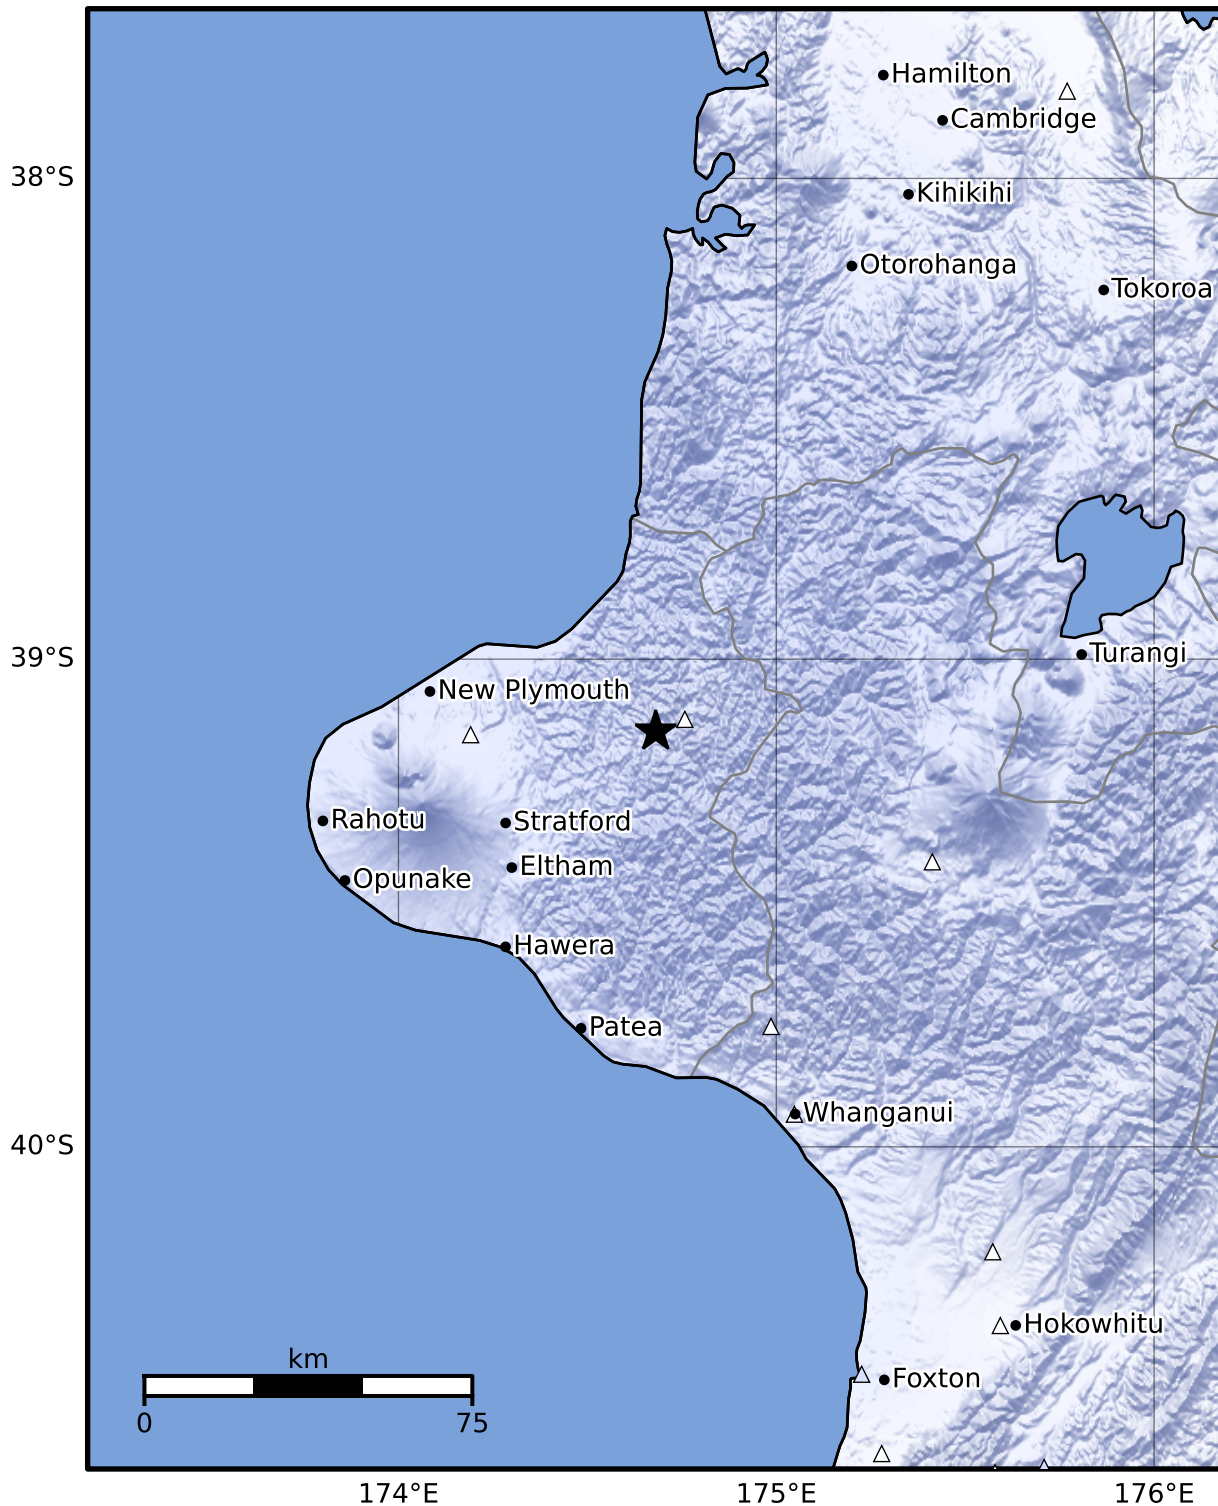 Hamilton
Cambridge
38°S
Kihikihi
Otorohanga
Tokoroa
39°S
Turangi
New Plymouth
Rahotu
Stratford
Eltham
Opunake
Hawera
Patea
Whanganui
40°S
Hokowhitu
km
Foxton
0 75
174°E 175°E 176°E